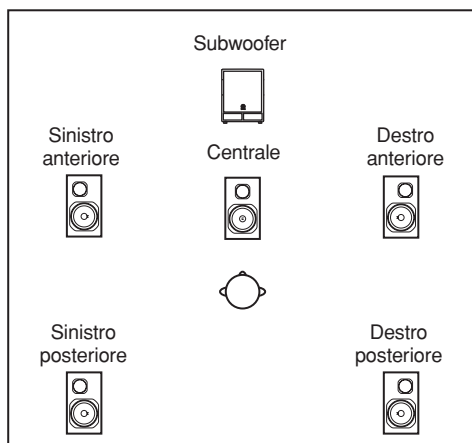 Subwoofer
Sinistro
anteriore
Centrale
Destro
anteriore
Sinistro
posteriore
Destro
posteriore